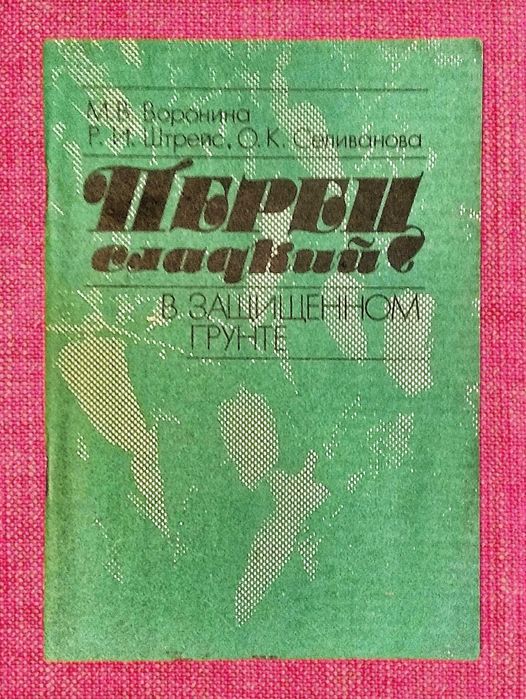 М. В. Воронина
Р. И. Штрейс, О. К. Селиванова
ПЕРЕЦ
сладкий
В ЗАЩИЩЕННОМ
ГРУНТЕ